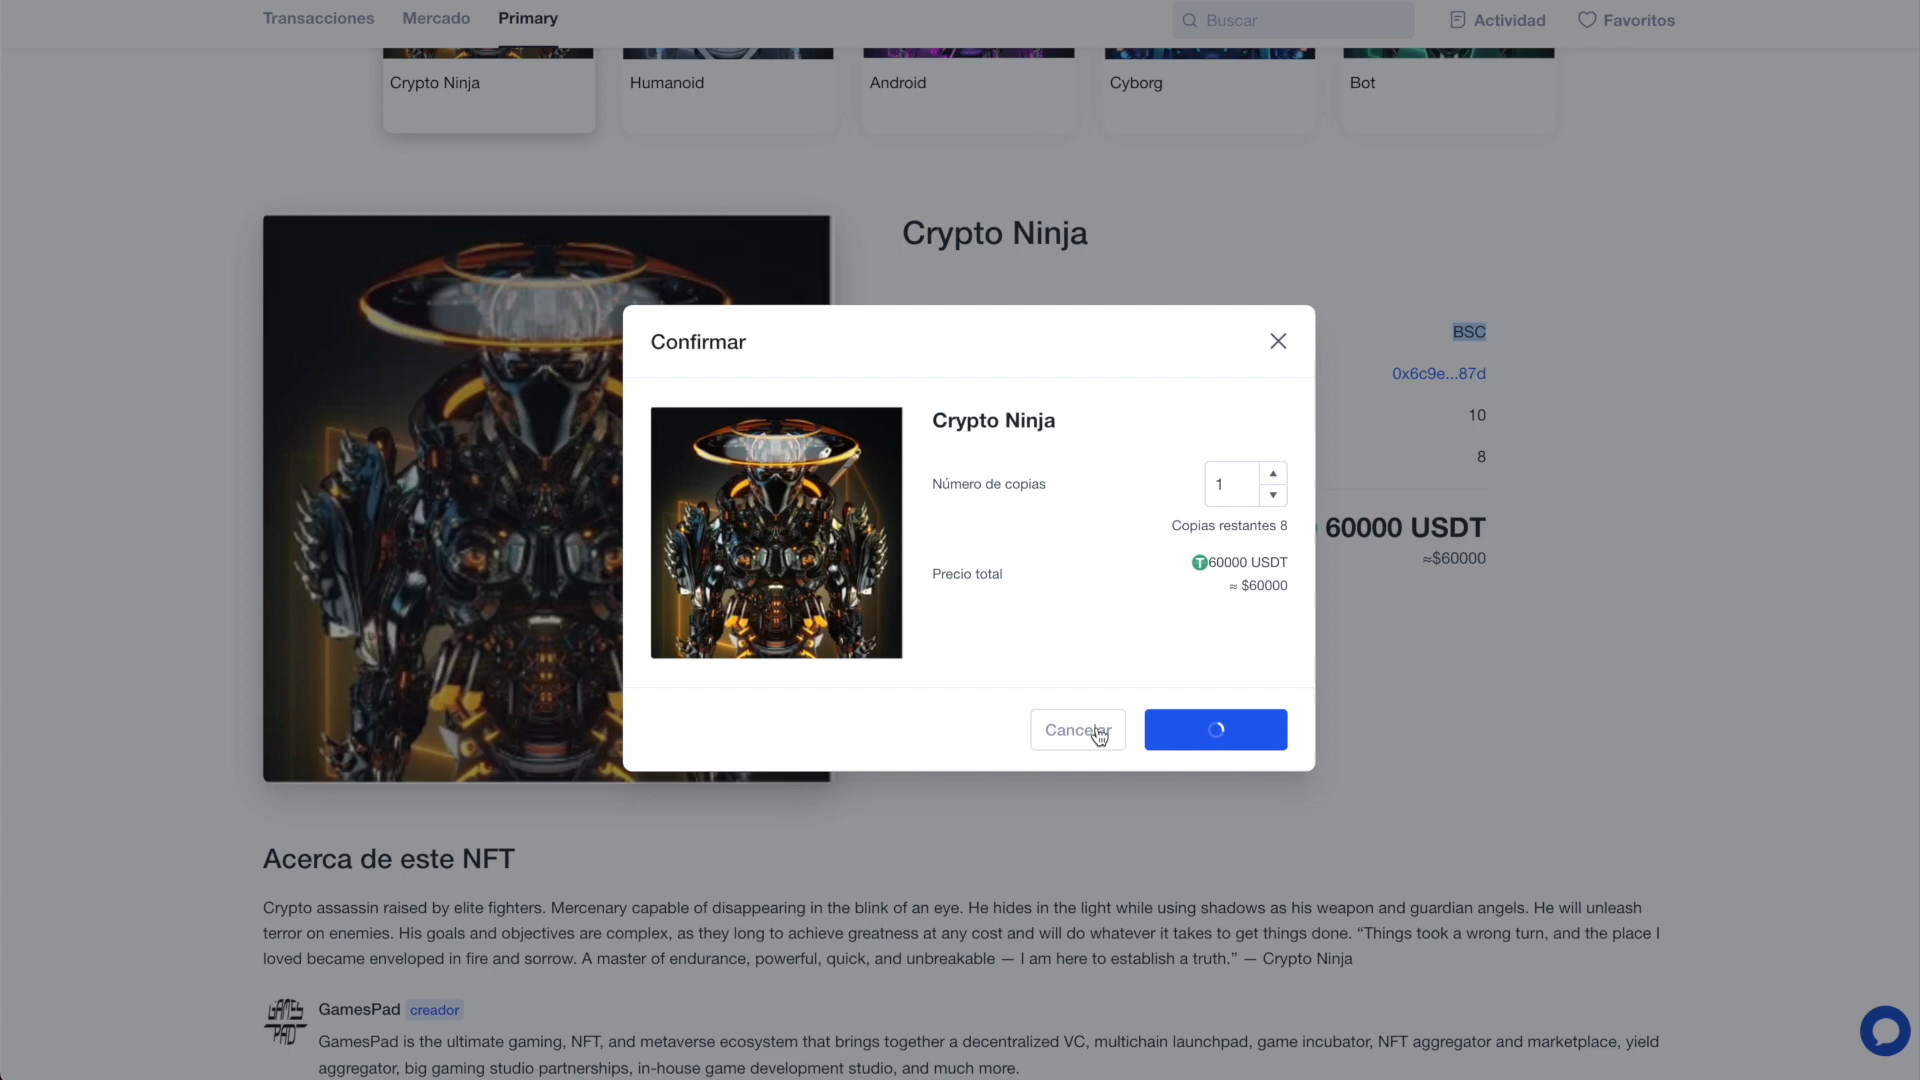 Transacciones Mercado Primary Buscar Actividad Favoritos
Crypto Ninja Humanoid Android Cyborg Bot
Crypto Ninja
BSC
0x6c9e...87d
10
8
60000 USDT
≈$60000
Confirmar
Crypto Ninja
Número de copias 1
Copias restantes 8
Precio total 60000 USDT
≈ $60000
Cancelar
Acerca de este NFT
Crypto assassin raised by elite fighters. Mercenary capable of disappearing in the blink of an eye. He hides in the light while using shadows as his weapon and guardian angels. He will unleash
terror on enemies. His goals and objectives are complex, as they long to achieve greatness at any cost and will do whatever it takes to get things done. “Things took a wrong turn, and the place I
loved became enveloped in fire and sorrow. A master of endurance, powerful, quick, and unbreakable — I am here to establish a truth.” — Crypto Ninja
GAMES
PAD
GamesPad creador
GamesPad is the ultimate gaming, NFT, and metaverse ecosystem that brings together a decentralized VC, multichain launchpad, game incubator, NFT aggregator and marketplace, yield
aggregator, big gaming studio partnerships, in-house game development studio, and much more.